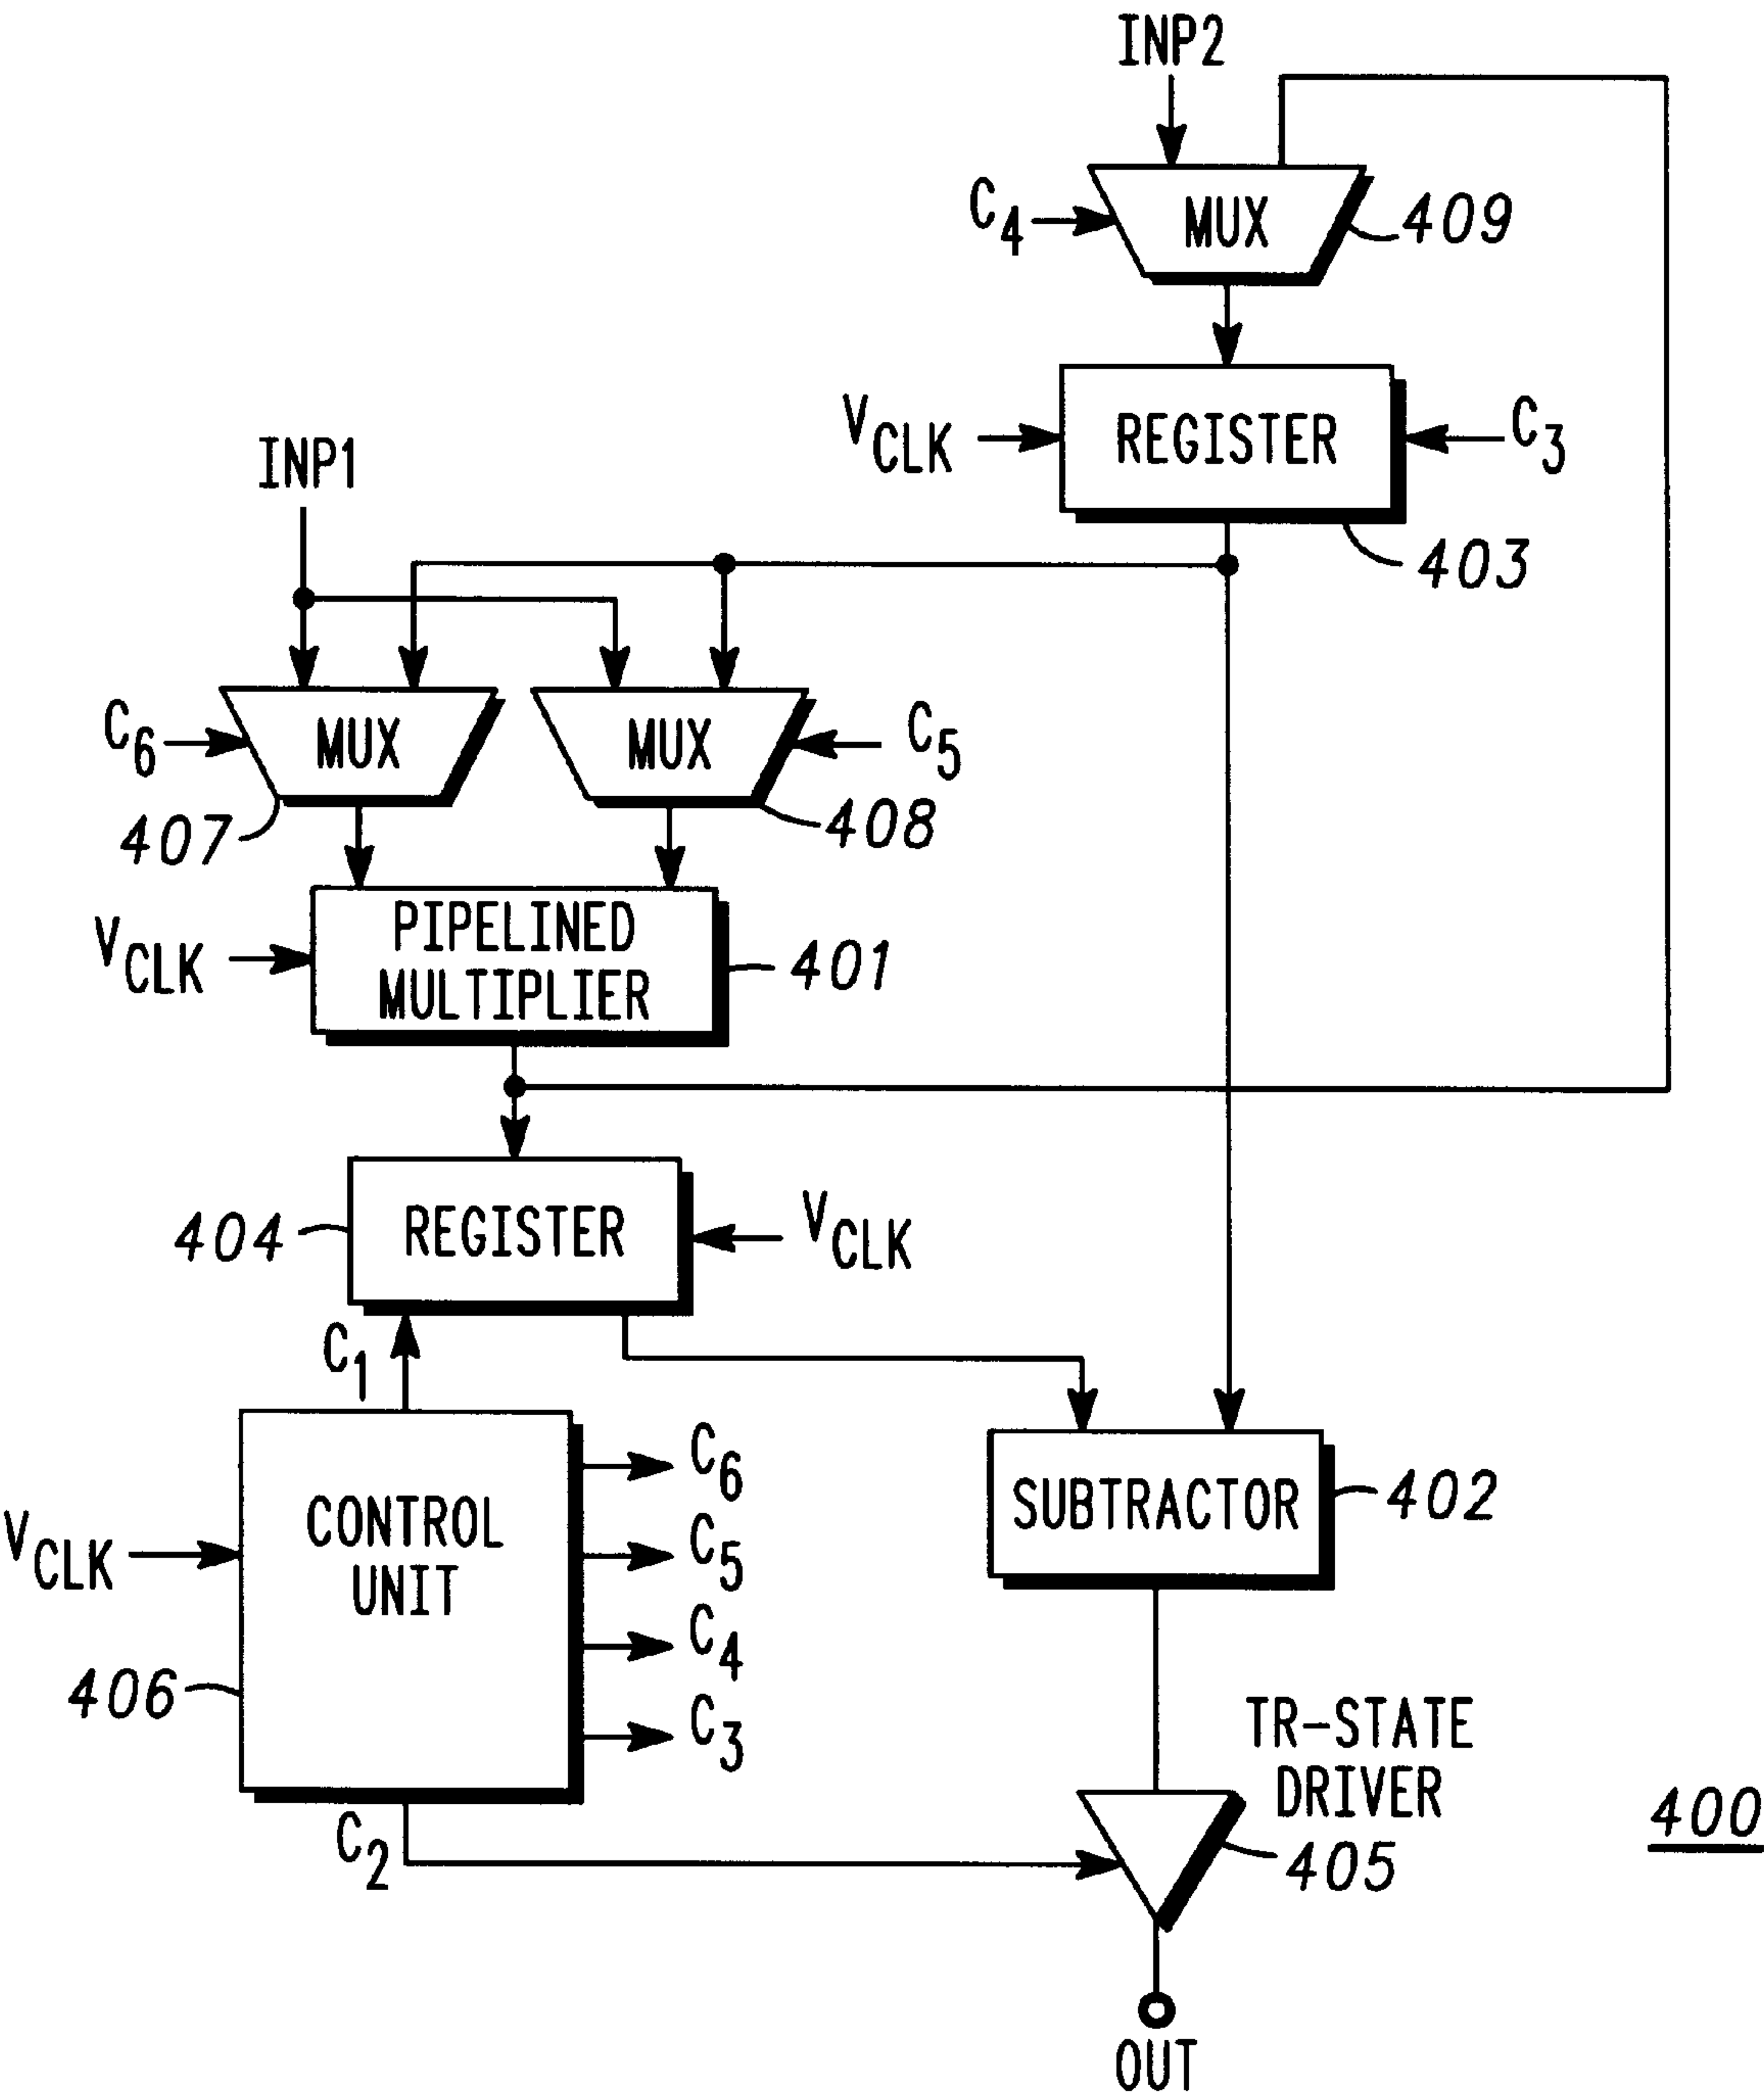 INP2
C4
MUX
409
VCLK
REGISTER
C3
403
INP1
C6
MUX
MUX
C5
407
408
VCLK
PIPELINED
MULTIPLIER
401
404
REGISTER
VCLK
C1
VCLK
CONTROL
UNIT
C6
C5
C4
C3
406
SUBTRACTOR
402
C2
TR-STATE
DRIVER
405
400
OUT